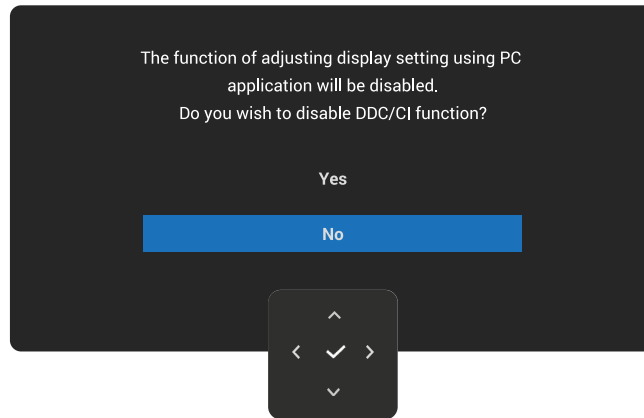 The function of adjusting display setting using PC
application will be disabled.
Do you wish to disable DDC/CI function?
Yes
No